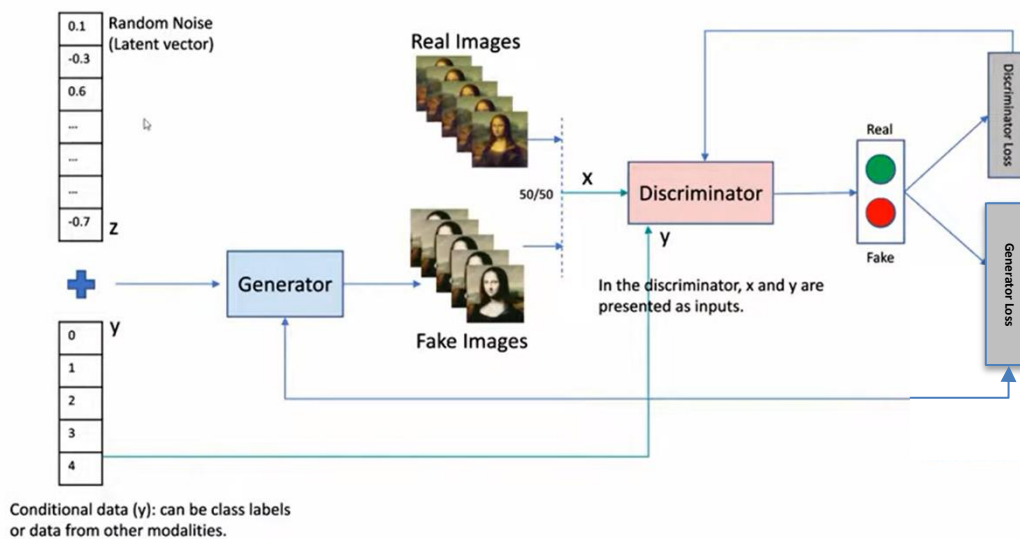 0.1
-0.3
0.6
...
...
...
-0.7
Random Noise
(Latent vector)
z
y
0
1
2
3
4
Conditional data (y): can be class labels
or data from other modalities.
Generator
Real Images
Fake Images
50/50
x
Discriminator
y
In the discriminator, x and y are
presented as inputs.
Real
Fake
Discriminator Loss
Generator Loss